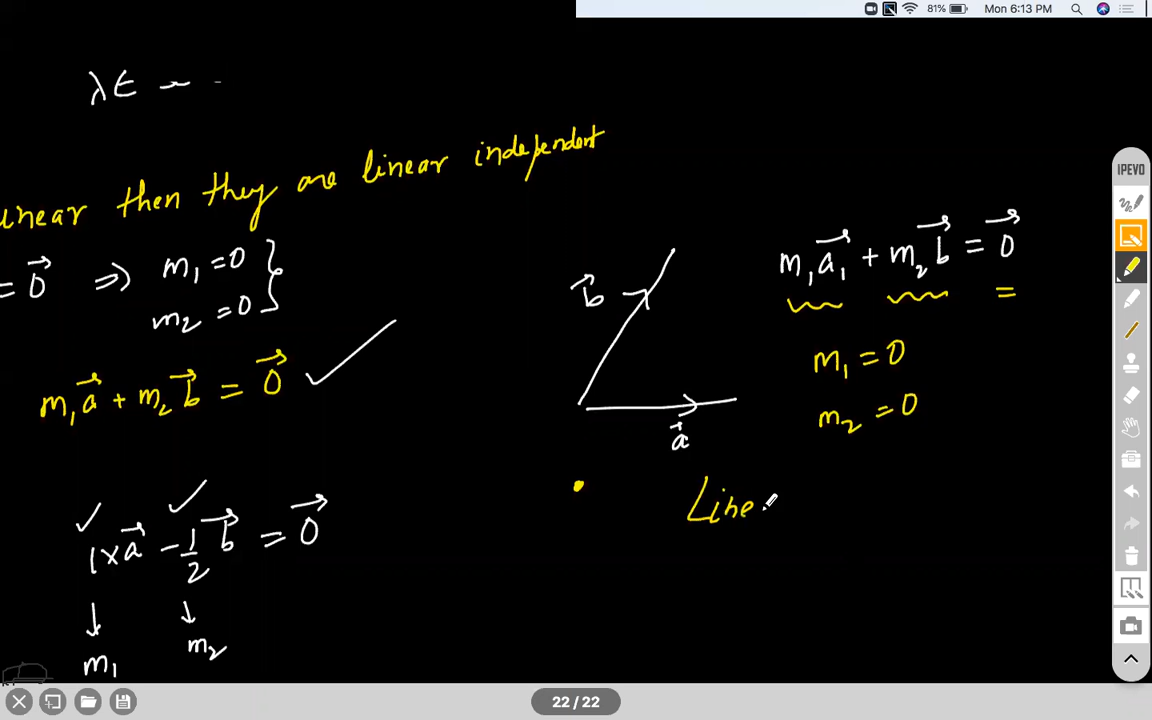 81% Mon 6:13 PM
λ ∈
then they are linear independent
= 0⃗ ⇒ m₁ = 0
m₂ = 0
m₁a⃗ + m₂b⃗ = 0⃗
1×a⃗ - 1/2 b⃗ = 0⃗
m₁ m₂
b⃗
a⃗
m₁a⃗₁ + m₂b⃗ = 0⃗
m₁ = 0
m₂ = 0
Line
IPEVO
22 / 22